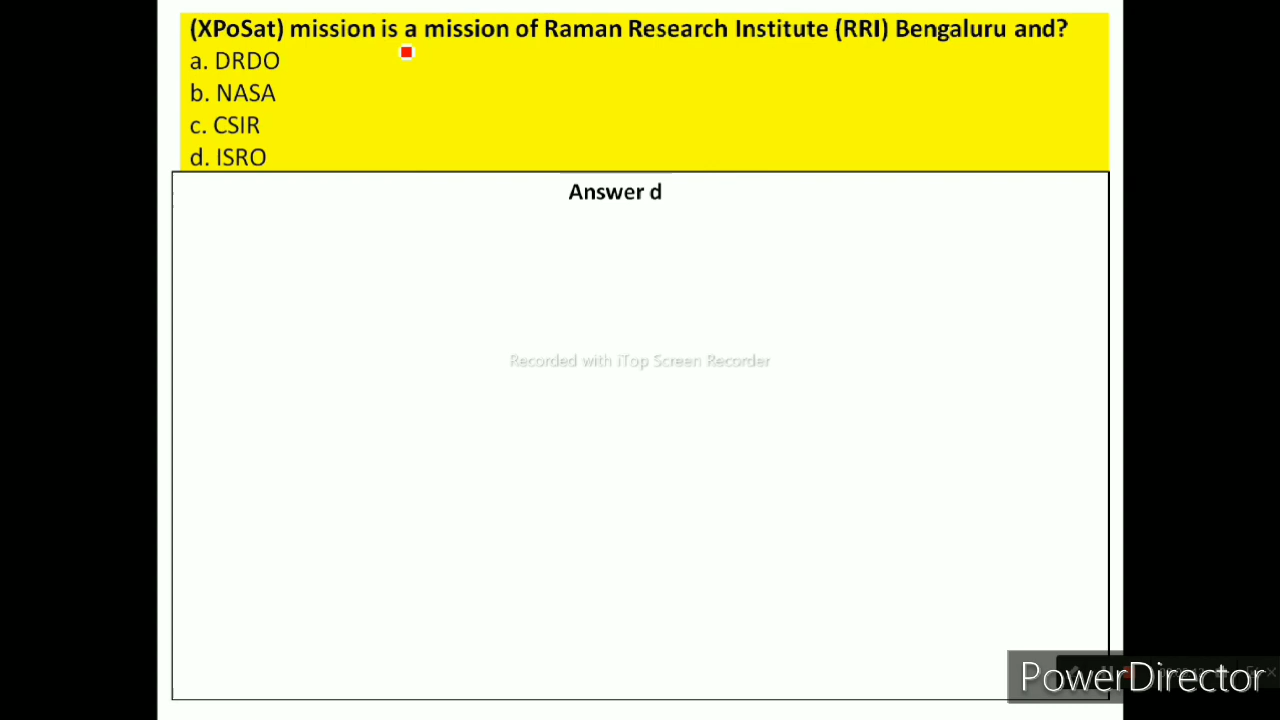 (XPoSat) mission is a mission of Raman Research Institute (RRI) Bengaluru and?
a. DRDO
b. NASA
c. CSIR
d. ISRO
Answer d
Recorded with iTop Screen Recorder
PowerDirector